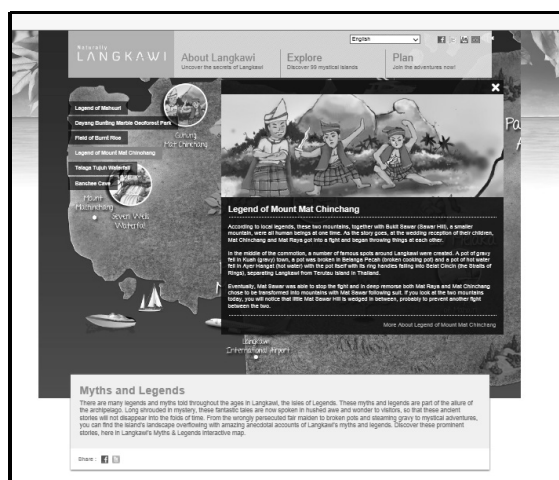 English
Naturally
LANGKAWI
About Langkawi
Uncover the secrets of Langkawi
Explore
Discover 99 mystical islands
Plan
Join the adventures now!
Legend of Mahsuri
Dayang Bunting Marble Geoforest Park
Field of Burnt Rice
Legend of Mount Mat Chinchang
Telaga Tujuh Waterfall
Banshee Cave
Gunung
Mat Chinchang
Mount
Machinchang
Seven Wells
Waterfall
Pa
A
Legend of Mount Mat Chinchang
According to local legends, these two mountains, together with Bukit Sawar (Sawar Hill), a smaller
mountain, were all human beings at one time. As the story goes, at the wedding reception of their children,
Mat Chinchang and Mat Raya got into a fight and began throwing things at each other.
In the middle of the commotion, a number of famous spots around Langkawi were created. A pot of gravy
fell in Kuah (gravy) town, a pot was broken in Belanga Pecah (broken cooking pot) and a pot of hot water
fell in Ayer Hangat (hot water) with the pot itself with its ring handles falling into Selat Cincin (the Straits of
Rings), separating Langkawi from Terutau Island in Thailand.
Eventually, Mat Sawar was able to stop the fight and in deep remorse both Mat Raya and Mat Chinchang
chose to be transformed into mountains with Mat Sawar following suit. If you look at the two mountains
today, you will notice that little Mat Sawar Hill is wedged in between, probably to prevent another fight
between the two.
More About Legend of Mount Mat Chinchang
Langkawi
International Airport
Myths and Legends
There are many legends and myths told throughout the ages in Langkawi, the Isles of Legends. These myths and legends are part of the allure of
the archipelago. Long shrouded in mystery, these fantastic tales are now spoken in hushed awe and wonder to visitors, so that these ancient
stories will not disappear into the folds of time. From the wrongly persecuted fair maiden to broken pots and steaming gravy to mystical adventures,
you can find the island's landscape overflowing with amazing anecdotal accounts of Langkawi's myths and legends. Discover these prominent
stories, here in Langkawi's Myths & Legends interactive map.
Share :